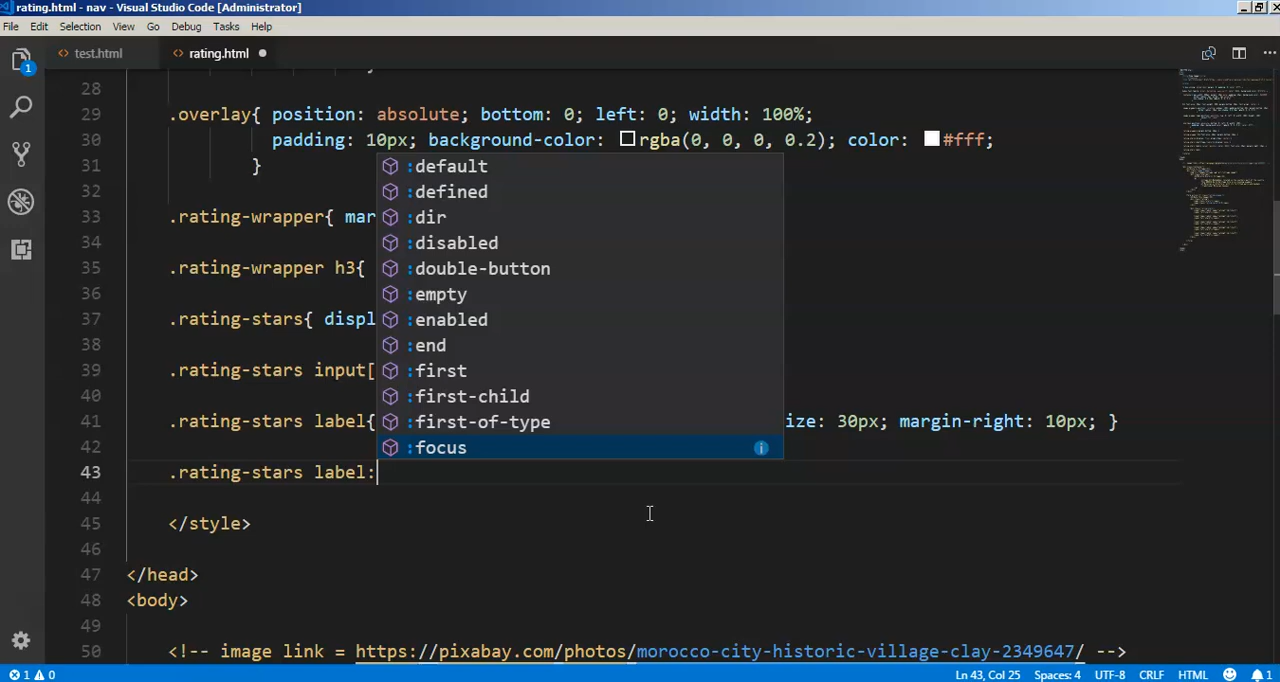 rating.html - nav - Visual Studio Code [Administrator]
File Edit Selection View Go Debug Tasks Help
test.html rating.html
28
29 .overlay{ position: absolute; bottom: 0; left: 0; width: 100%;
30 padding: 10px; background-color: rgba(0, 0, 0, 0.2); color: #fff;
31 }
:default
32
:defined
33 .rating-wrapper{ mar
:dir
34
:disabled
35 .rating-wrapper h3{
:double-button
36
:empty
37 .rating-stars{ displ
:enabled
38
:end
39 .rating-stars input[
:first
40
:first-child
41 .rating-stars label{ ize: 30px; margin-right: 10px; }
:first-of-type
42
:focus
43 .rating-stars label:
44
45 </style>
46
47 </head>
48 <body>
49
50 <!-- image link = https://pixabay.com/photos/morocco-city-historic-village-clay-2349647/ -->
1 0 Ln 43, Col 25 Spaces: 4 UTF-8 CRLF HTML 1